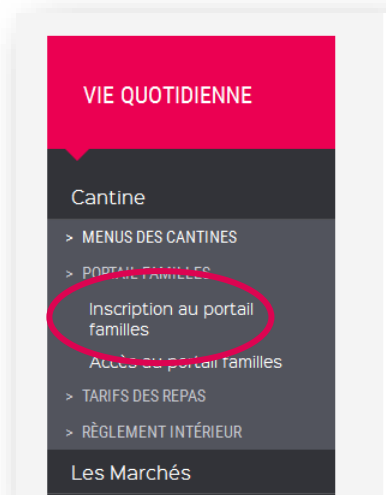 VIE QUOTIDIENNE
Cantine
> MENUS DES CANTINES
> PORTAIL FAMILLES
Inscription au portail
familles
Accès au portail familles
> TARIFS DES REPAS
> RÈGLEMENT INTÉRIEUR
Les Marchés